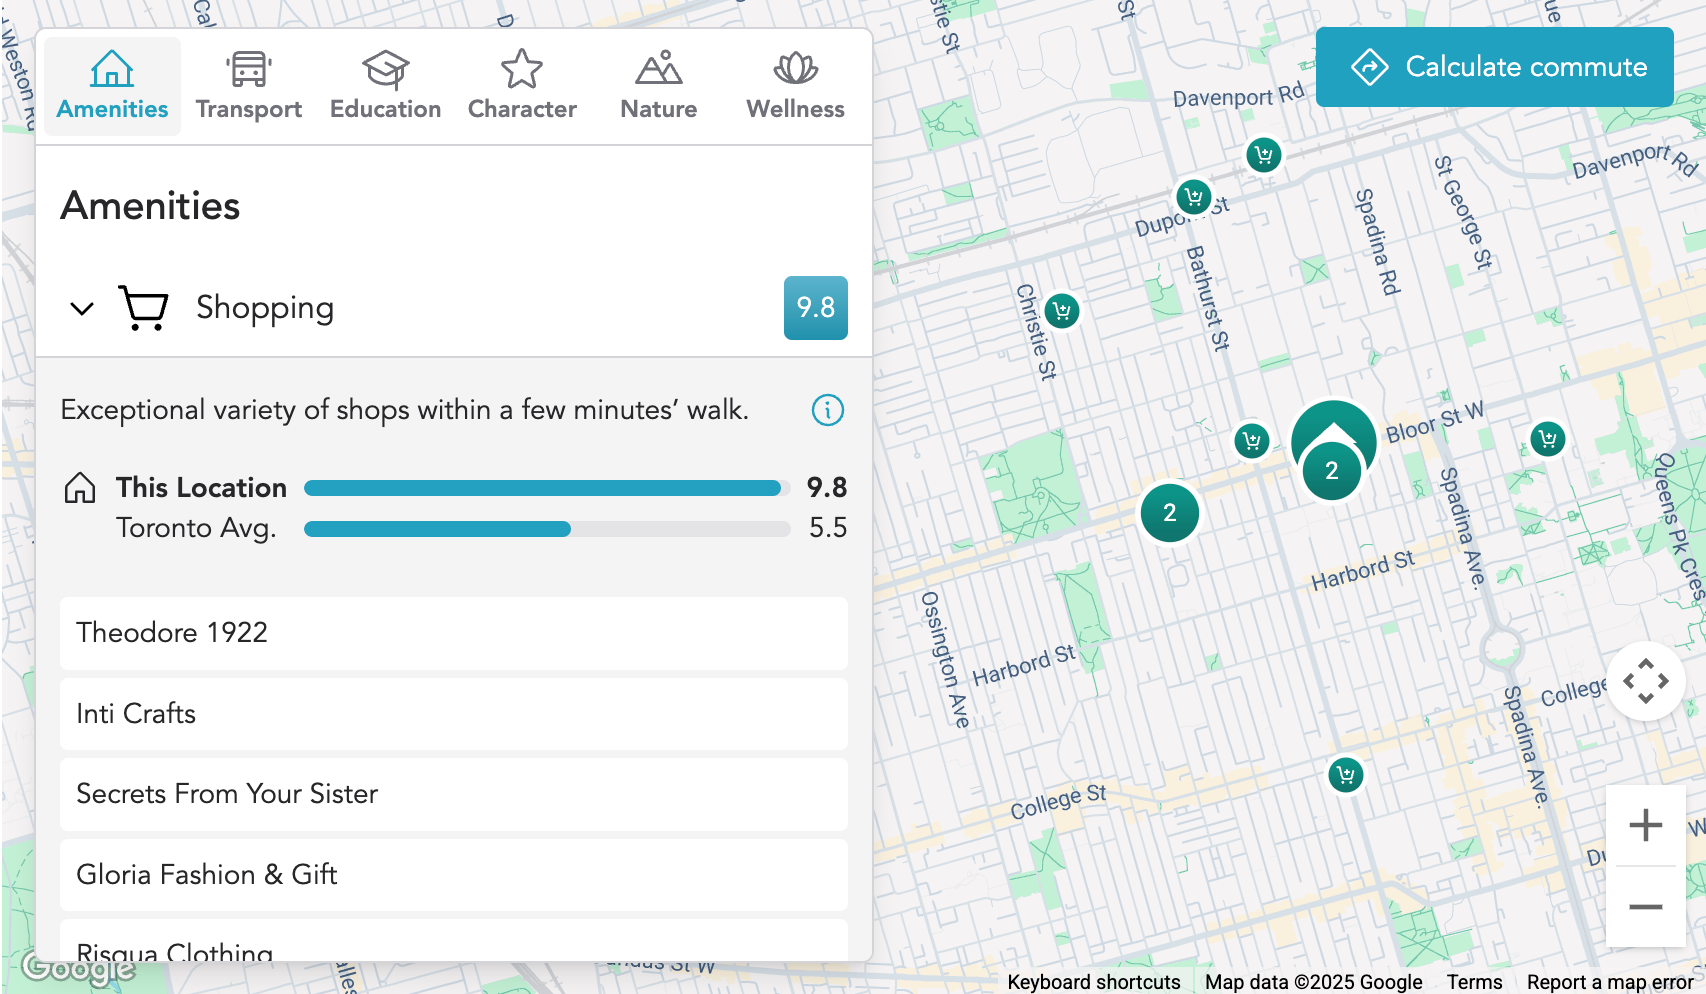 Amenities
Transport
Education
Character
Nature
Wellness
Amenities
Shopping
9.8
Exceptional variety of shops within a few minutes’ walk.
This Location
9.8
Toronto Avg.
5.5
Theodore 1922
Inti Crafts
Secrets From Your Sister
Gloria Fashion & Gift
Risqua Clothing
Calculate commute
Weston Rd
St
Davenport Rd
Davenport Rd
St George St
Spadina Rd
Bathurst St
Christie St
Bloor St W
2
2
Harbord St
Spadina Ave.
Queens Pk Cres
Ossington Ave
Harbord St
College
Spadina Ave.
College St
Google
Keyboard shortcuts
Map data ©2025 Google
Terms
Report a map error